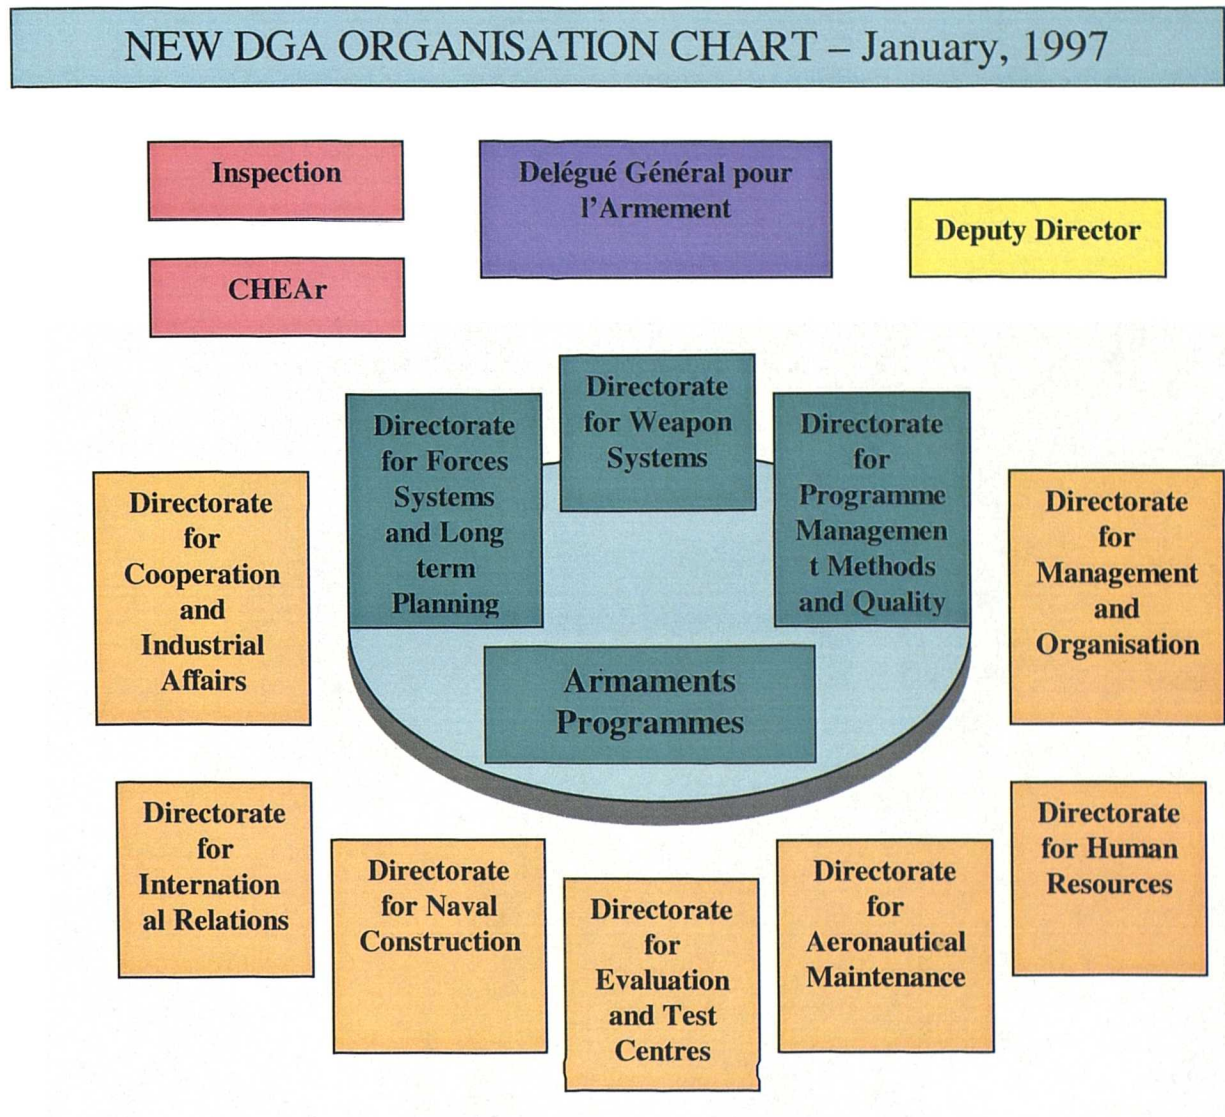 NEW DGA ORGANISATION CHART – January, 1997
Inspection
Delégué Général pour
l'Armement
Deputy Director
CHEAr
Directorate
for Forces
Systems
and Long
term
Planning
Directorate
for Weapon
Systems
Directorate
for
Programme
Managemen
t Methods
and Quality
Directorate
for
Cooperation
and
Industrial
Affairs
Directorate
for
Management
and
Organisation
Armaments
Programmes
Directorate
for
Internation
al Relations
Directorate
for Naval
Construction
Directorate
for
Evaluation
and Test
Centres
Directorate
for
Aeronautical
Maintenance
Directorate
for Human
Resources